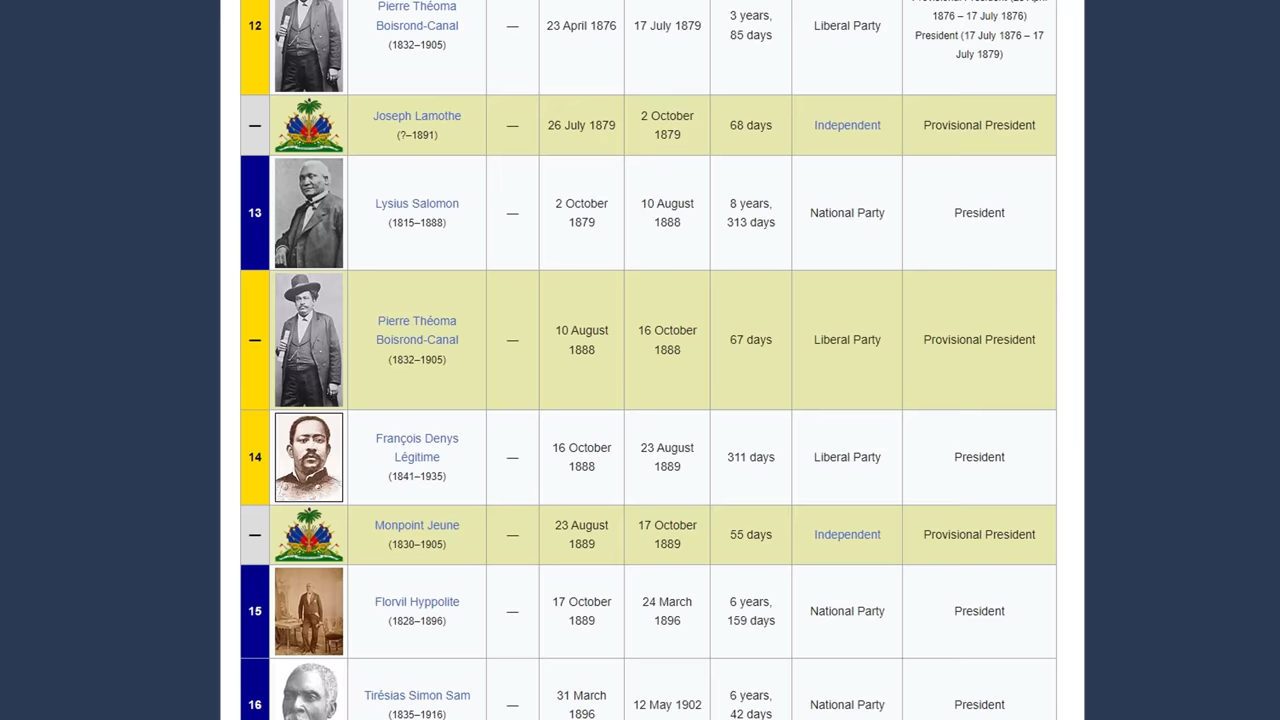 12
Pierre Théoma
Boisrond-Canal
(1832–1905)
—
23 April 1876
17 July 1879
3 years,
85 days
Liberal Party
1876 – 17 July 1876)
President (17 July 1876 – 17
July 1879)
—
Joseph Lamothe
(?–1891)
—
26 July 1879
2 October
1879
68 days
Independent
Provisional President
13
Lysius Salomon
(1815–1888)
—
2 October
1879
10 August
1888
8 years,
313 days
National Party
President
—
Pierre Théoma
Boisrond-Canal
(1832–1905)
—
10 August
1888
16 October
1888
67 days
Liberal Party
Provisional President
14
François Denys
Légitime
(1841–1935)
—
16 October
1888
23 August
1889
311 days
Liberal Party
President
—
Monpoint Jeune
(1830–1905)
—
23 August
1889
17 October
1889
55 days
Independent
Provisional President
15
Florvil Hyppolite
(1828–1896)
—
17 October
1889
24 March
1896
6 years,
159 days
National Party
President
16
Tirésias Simon Sam
(1835–1916)
—
31 March
1896
12 May 1902
6 years,
42 days
National Party
President